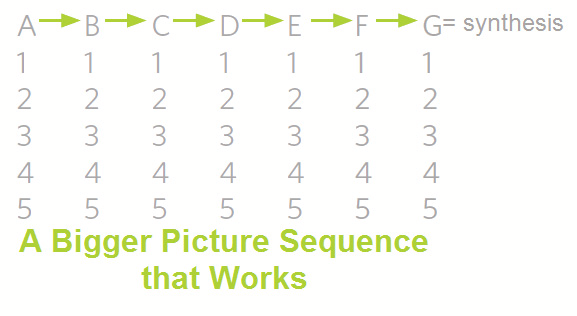 A → B → C → D → E → F → G = synthesis
1 1 1 1 1 1 1
2 2 2 2 2 2 2
3 3 3 3 3 3 3
4 4 4 4 4 4 4
5 5 5 5 5 5 5
A Bigger Picture Sequence
that Works